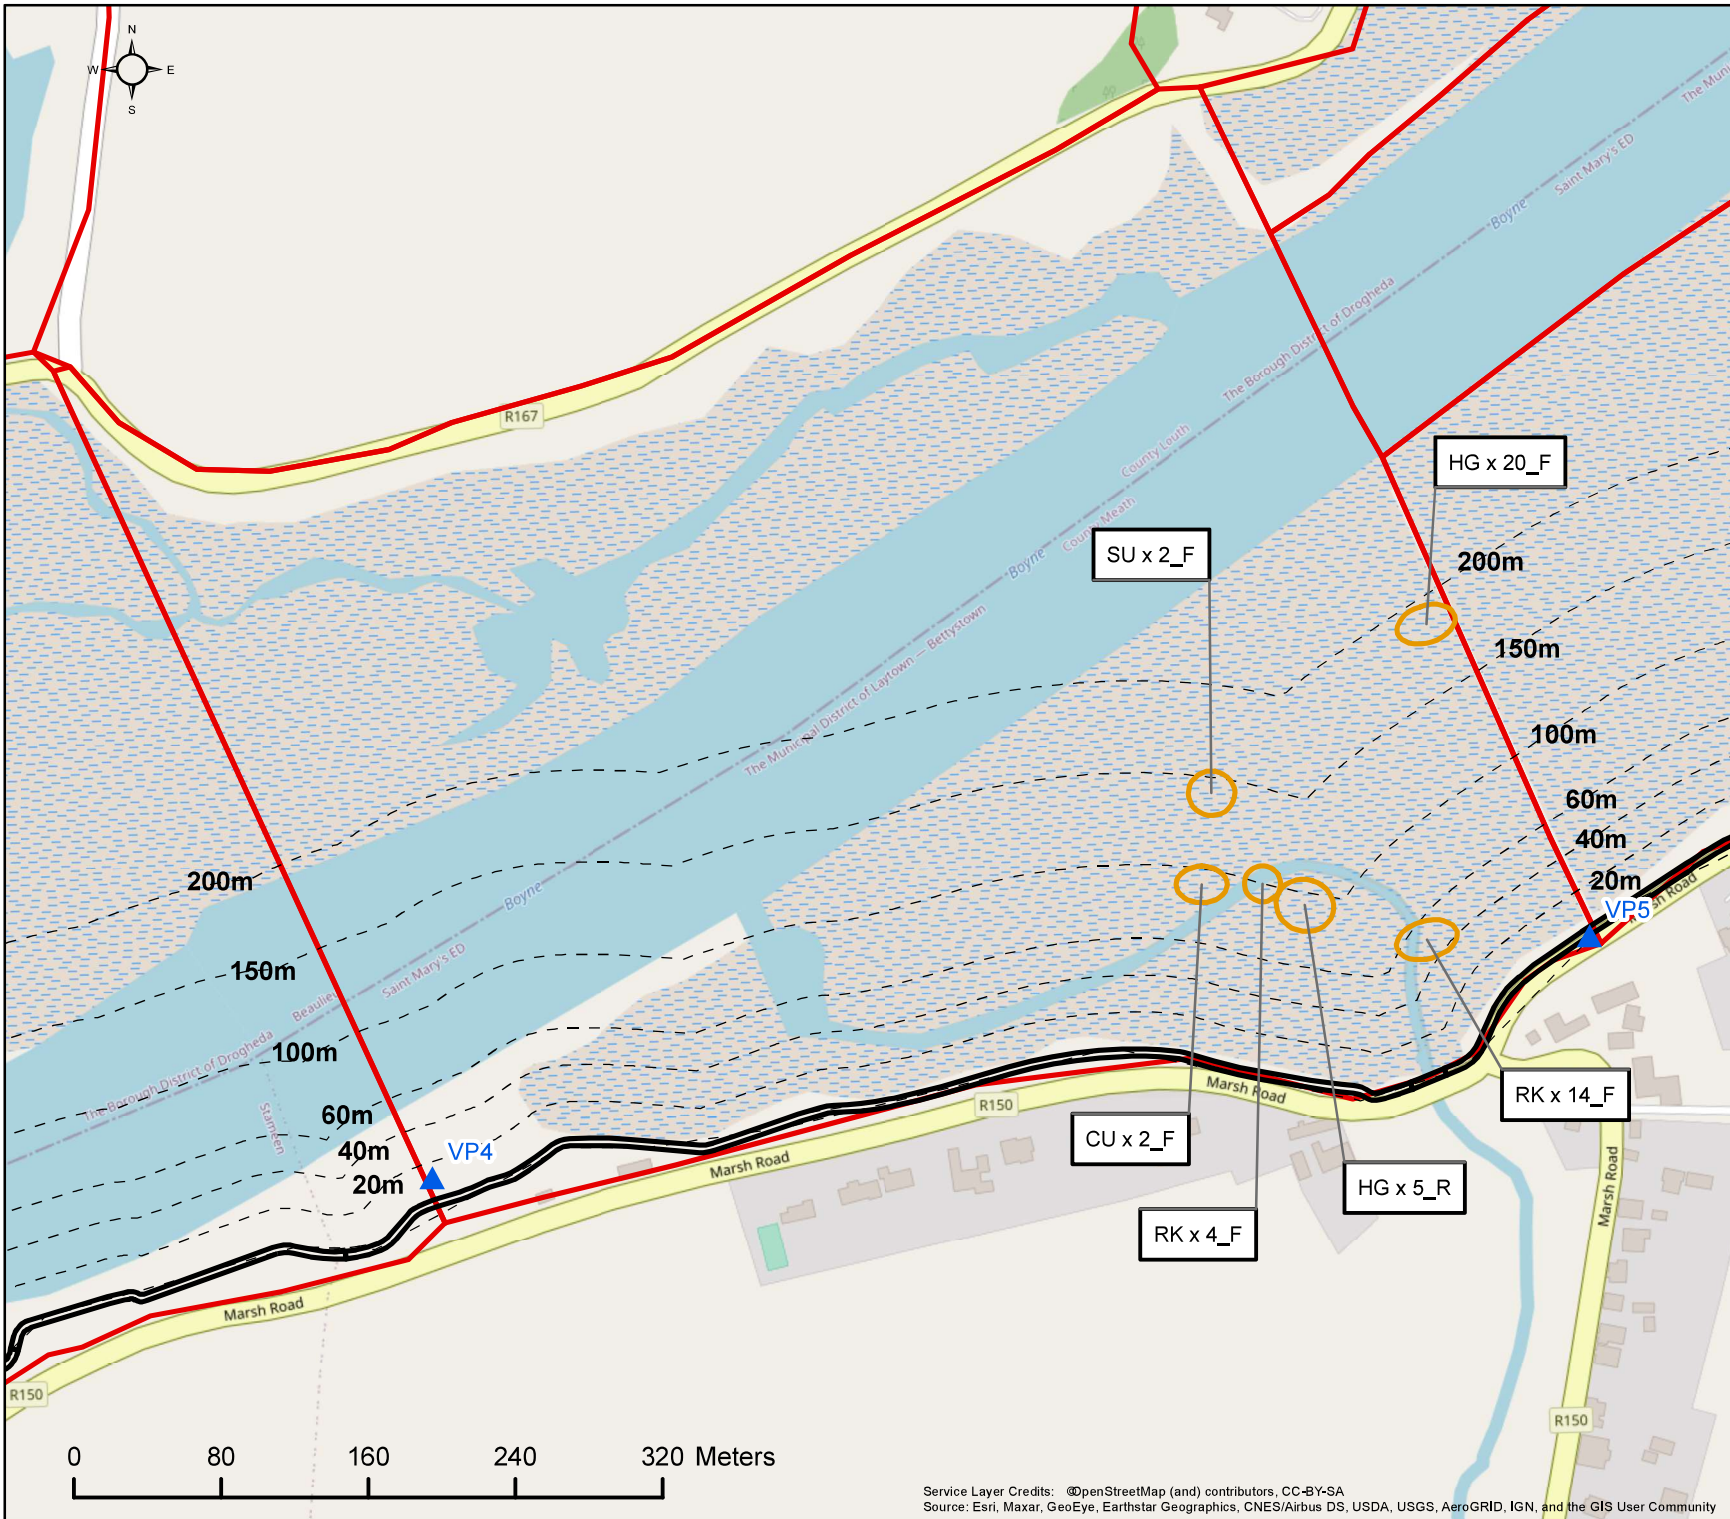 N
W E
S
The Muni
Saint Mary's ED
Boyne
The Borough District of Drogheda
R167
County Louth
HG x 20_F
County Meath
SU x 2_F
Boyne
200m
The Municipal District of Laytown — Bettystown
150m
100m
60m
40m
20m
Marsh Road
VP5
200m
Boyne
150m
Saint Mary's ED
Beaulieu
100m
The Borough District of Drogheda
Stameen
60m
40m
20m
VP4
Marsh Road
R150
Marsh Road
RK x 14_F
CU x 2_F
HG x 5_R
RK x 4_F
Marsh Road
Marsh Road
R150
R150
0 80 160 240 320 Meters
Service Layer Credits: ©OpenStreetMap (and) contributors, CC-BY-SA
Source: Esri, Maxar, GeoEye, Earthstar Geographics, CNES/Airbus DS, USDA, USGS, AeroGRID, IGN, and the GIS User Community